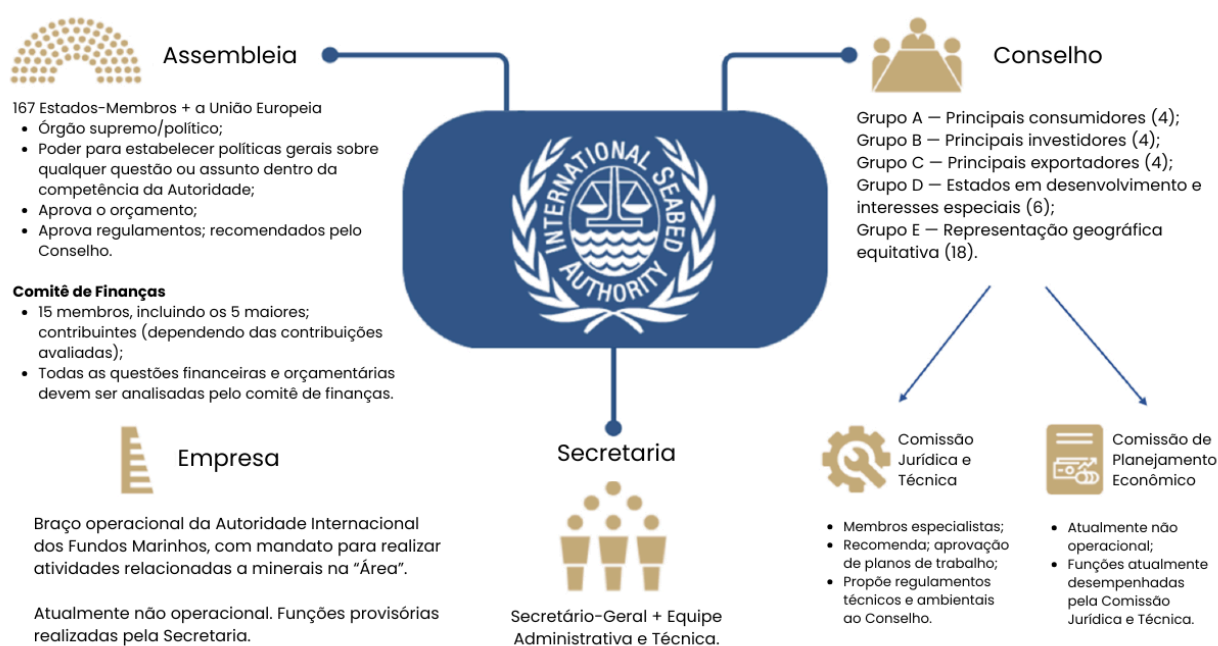 Assembleia
167 Estados-Membros + a União Europeia
• Órgão supremo/político;
• Poder para estabelecer políticas gerais sobre
qualquer questão ou assunto dentro da
competência da Autoridade;
• Aprova o orçamento;
• Aprova regulamentos; recomendados pelo
Conselho.
Comitê de Finanças
• 15 membros, incluindo os 5 maiores;
contribuintes (dependendo das contribuições
avaliadas);
• Todas as questões financeiras e orçamentárias
devem ser analisadas pelo comitê de finanças.
INTERNATIONAL SEABED
AUTHORITY
Conselho
Grupo A — Principais consumidores (4);
Grupo B — Principais investidores (4);
Grupo C — Principais exportadores (4);
Grupo D — Estados em desenvolvimento e
interesses especiais (6);
Grupo E — Representação geográfica
equitativa (18).
Empresa
Braço operacional da Autoridade Internacional
dos Fundos Marinhos, com mandato para realizar
atividades relacionadas a minerais na “Área”.
Atualmente não operacional. Funções provisórias
realizadas pela Secretaria.
Secretaria
Secretário-Geral + Equipe
Administrativa e Técnica.
Comissão
Jurídica e
Técnica
• Membros especialistas;
• Recomenda; aprovação
de planos de trabalho;
• Propõe regulamentos
técnicos e ambientais
ao Conselho.
Comissão de
Planejamento
Econômico
• Atualmente não
operacional;
• Funções atualmente
desempenhadas
pela Comissão
Jurídica e Técnica.